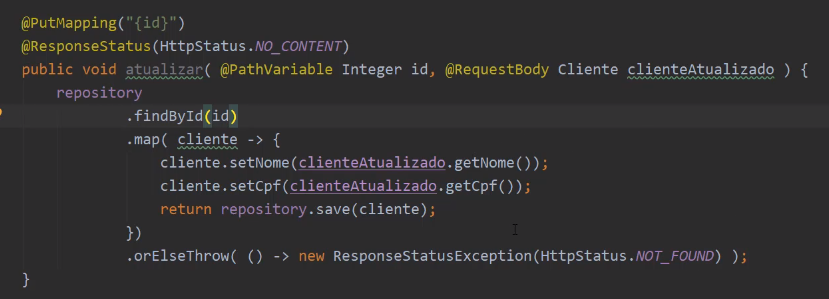 @PutMapping("{id}")
@ResponseStatus(HttpStatus.NO_CONTENT)
public void atualizar( @PathVariable Integer id, @RequestBody Cliente clienteAtualizado ) {
    repository
            .findById(id)
            .map( cliente -> {
                cliente.setNome(clienteAtualizado.getNome());
                cliente.setCpf(clienteAtualizado.getCpf());
                return repository.save(cliente);
            })
            .orElseThrow( () -> new ResponseStatusException(HttpStatus.NOT_FOUND) );
}